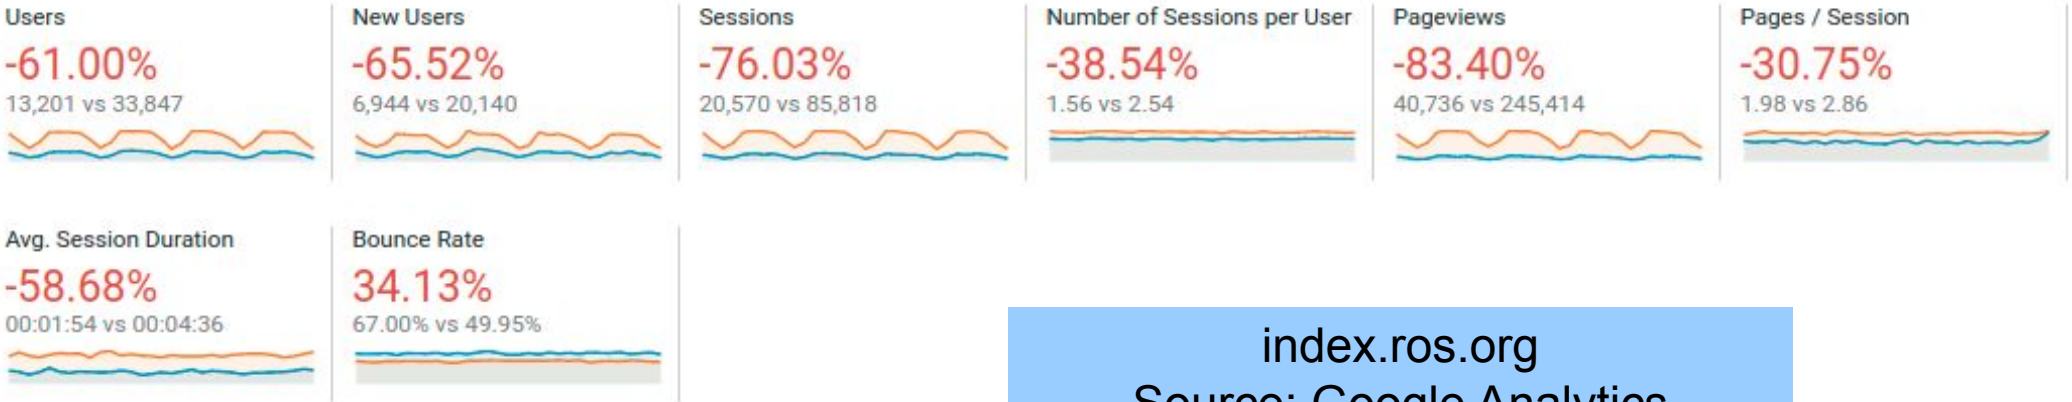 Users
-61.00%
13,201 vs 33,847
New Users
-65.52%
6,944 vs 20,140
Sessions
-76.03%
20,570 vs 85,818
Number of Sessions per User
-38.54%
1.56 vs 2.54
Pageviews
-83.40%
40,736 vs 245,414
Pages / Session
-30.75%
1.98 vs 2.86
Avg. Session Duration
-58.68%
00:01:54 vs 00:04:36
Bounce Rate
34.13%
67.00% vs 49.95%
index.ros.org
Source: Google Analytics